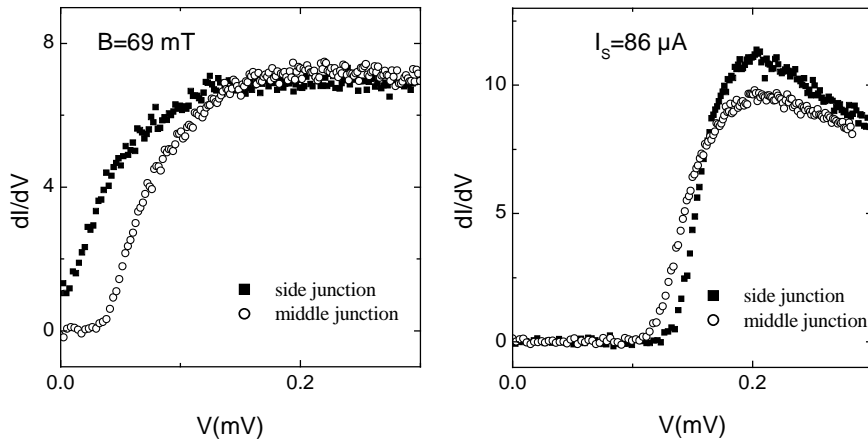 B=69 mT
8
4
0
dI/dV
side junction
middle junction
0.0
0.2
V(mV)
I_S=86 µA
10
5
0
dI/dV
side junction
middle junction
0.0
0.2
V(mV)